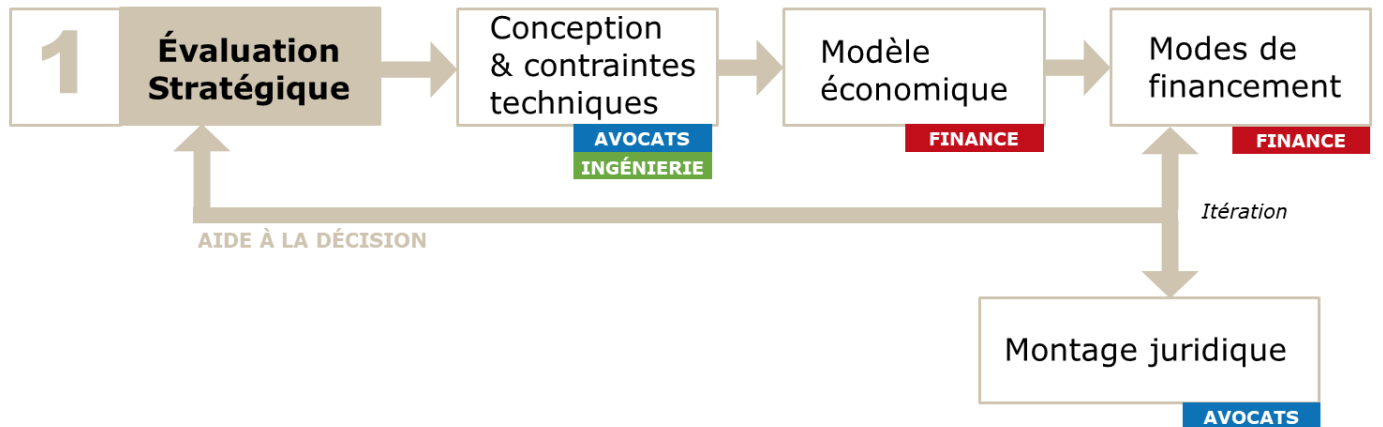 1
Évaluation
Stratégique
Conception
& contraintes
techniques
AVOCATS
INGÉNIERIE
Modèle
économique
FINANCE
Modes de
financement
FINANCE
Itération
AIDE À LA DÉCISION
Montage juridique
AVOCATS